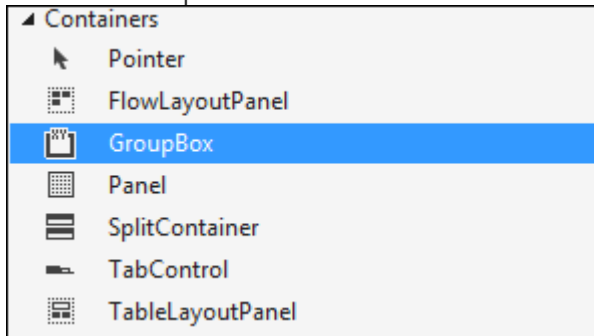 Containers
Pointer
FlowLayoutPanel
GroupBox
Panel
SplitContainer
TabControl
TableLayoutPanel